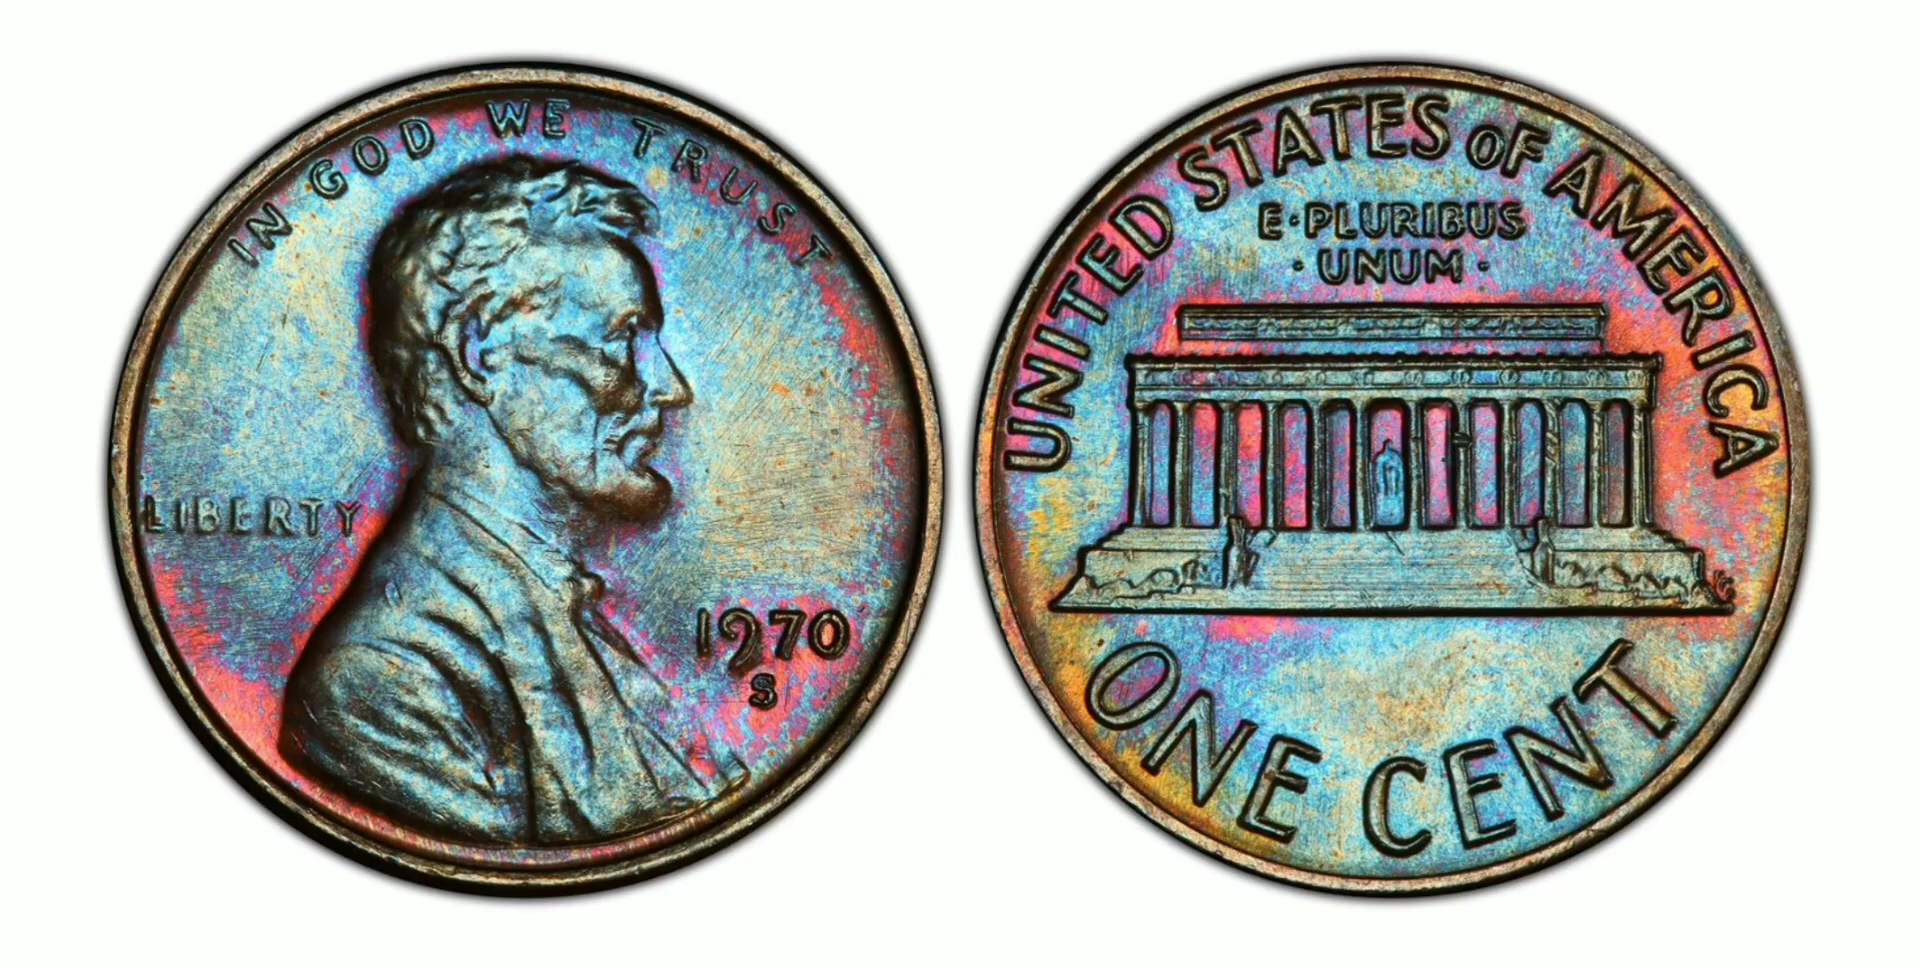 IN GOD WE TRUST
LIBERTY
1970
S
UNITED STATES OF AMERICA
E·PLURIBUS
·UNUM·
ONE CENT